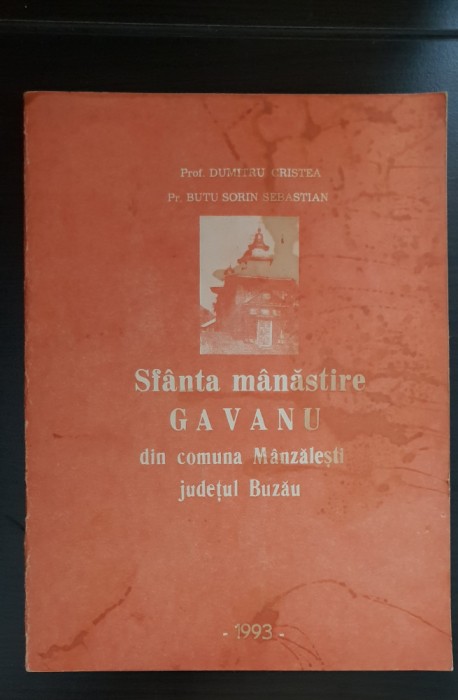 Prof. DUMITRU CRISTEA
Pr. BUTU SORIN SEBASTIAN
Sfânta mânăstire
GAVANU
din comuna Mânzălești
județul Buzău
- 1993 -